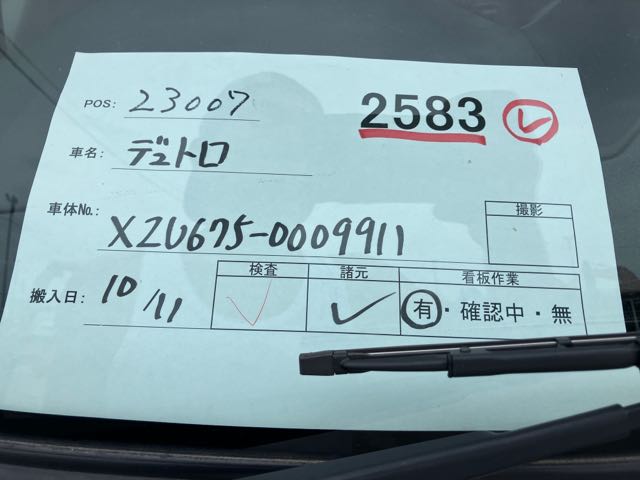 POS: 23007
2583
車名: デュトロ
車体No.: XZU675-0009911
撮影
搬入日: 10/11
検査
諸元
看板作業
有・確認中・無